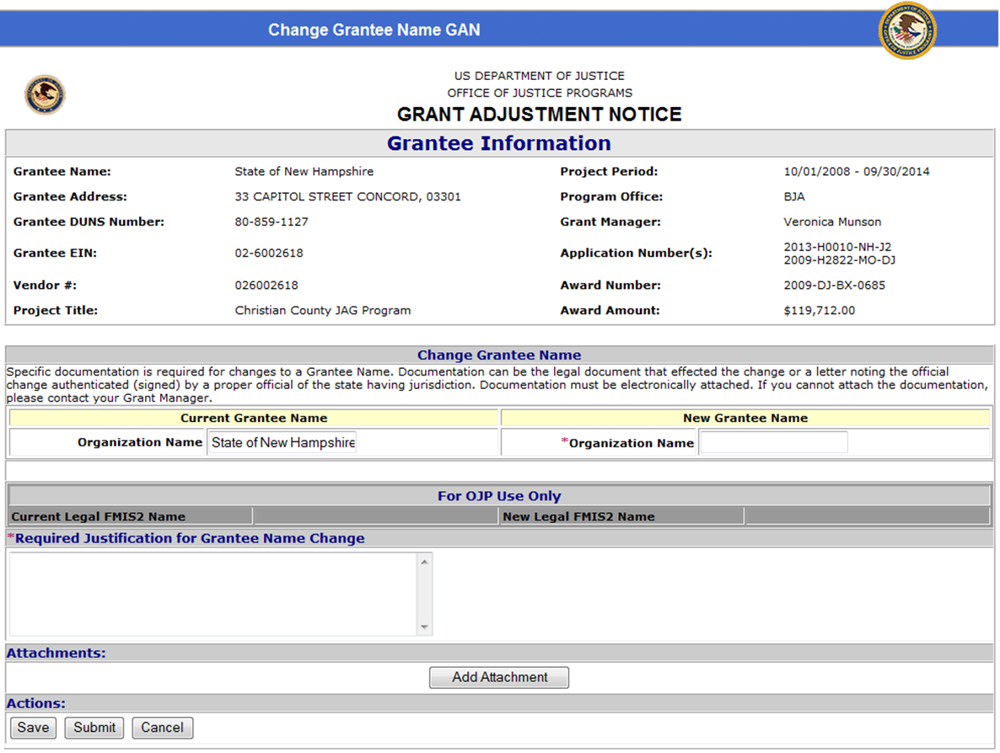 Change Grantee Name GAN
US DEPARTMENT OF JUSTICE
OFFICE OF JUSTICE PROGRAMS
GRANT ADJUSTMENT NOTICE
Grantee Information
Grantee Name: State of New Hampshire Project Period: 10/01/2008 - 09/30/2014
Grantee Address: 33 CAPITOL STREET CONCORD, 03301 Program Office: BJA
Grantee DUNS Number: 80-859-1127 Grant Manager: Veronica Munson
Grantee EIN: 02-6002618 Application Number(s): 2013-H0010-NH-J2
2009-H2822-MO-DJ
Vendor #: 026002618 Award Number: 2009-DJ-BX-0685
Project Title: Christian County JAG Program Award Amount: $119,712.00
Change Grantee Name
Specific documentation is required for changes to a Grantee Name. Documentation can be the legal document that effected the change or a letter noting the official
change authenticated (signed) by a proper official of the state having jurisdiction. Documentation must be electronically attached. If you cannot attach the documentation,
please contact your Grant Manager.
Current Grantee Name New Grantee Name
Organization Name State of New Hampshire *Organization Name
For OJP Use Only
Current Legal FMIS2 Name New Legal FMIS2 Name
*Required Justification for Grantee Name Change
Attachments:
Add Attachment
Actions:
Save Submit Cancel